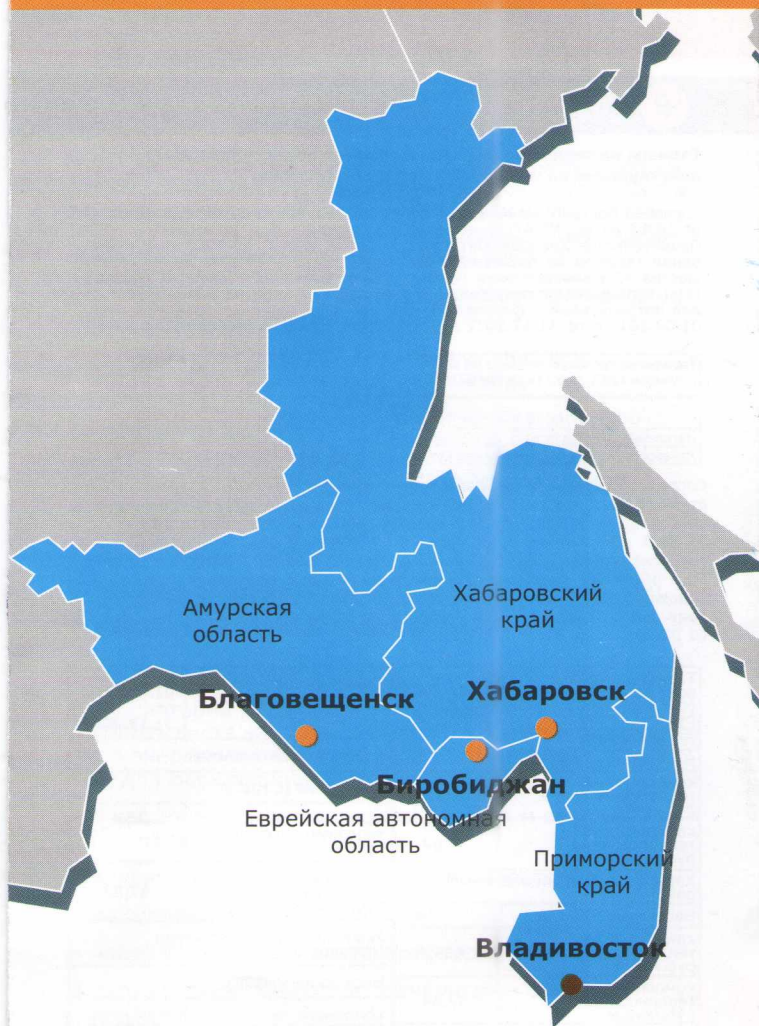 Амурская
область
Хабаровский
край
Благовещенск
Хабаровск
Биробиджан
Еврейская автономная
область
Приморский
край
Владивосток